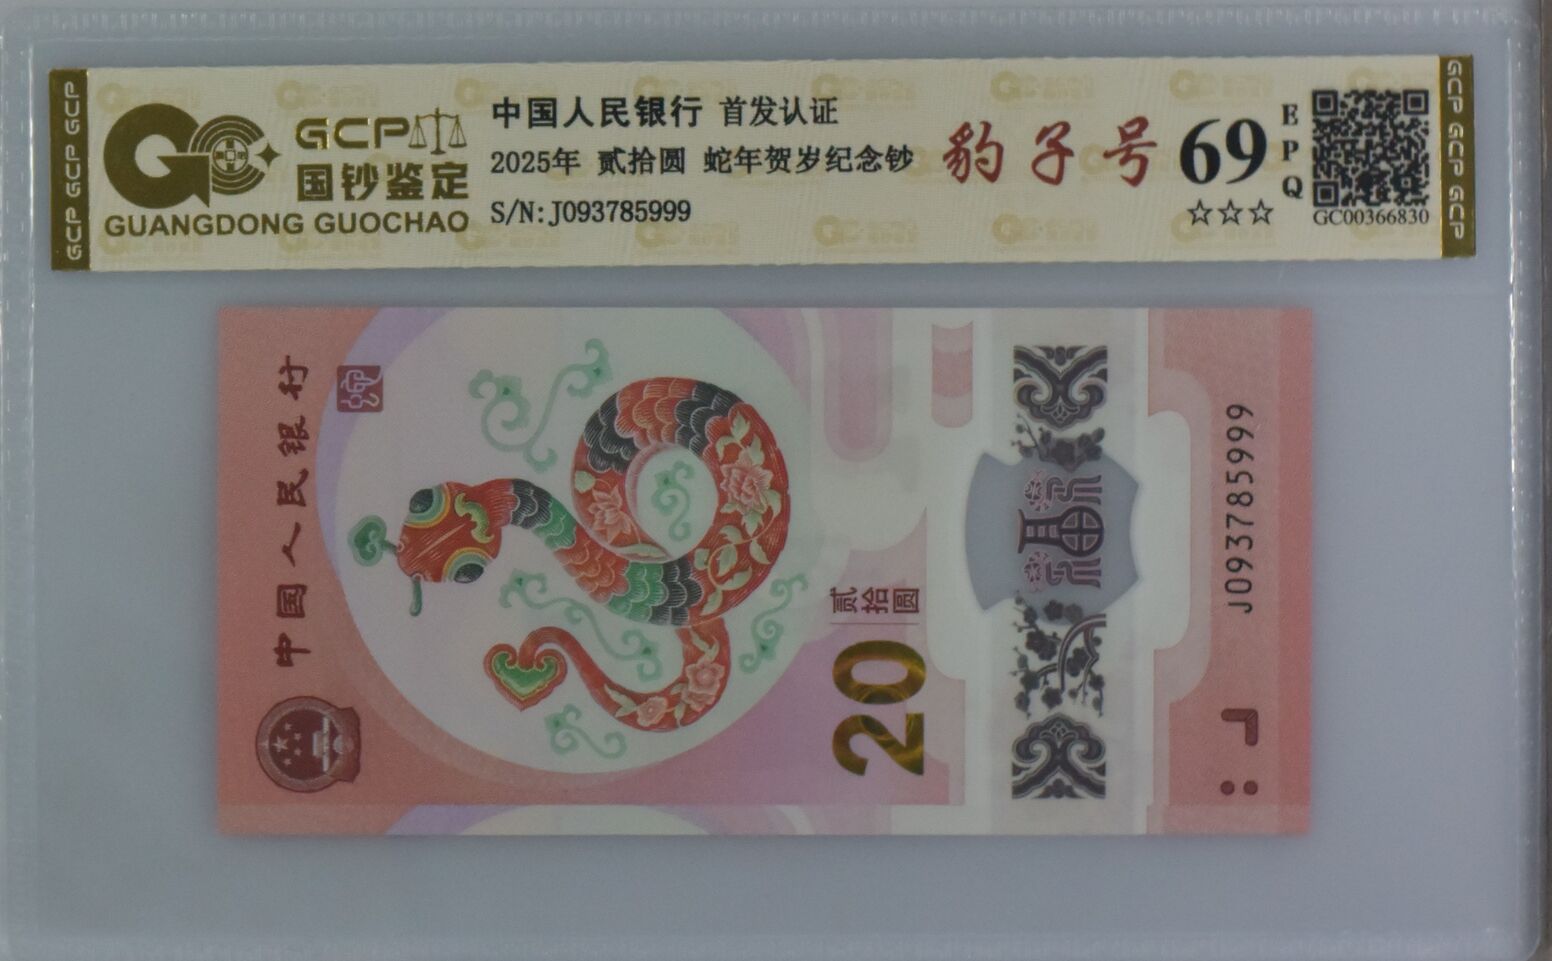 GCP GCP GCP
GCP
国钞鉴定
GUANGDONG GUOCHAO
中国人民银行 首发认证
2025年 贰拾圆 蛇年贺岁纪念钞
S/N:J093785999
豹子号
69
EPQ
☆☆☆
GC00366830
GCP GCP GCP
中国人民银行
贰拾圆
20
福
J093785999